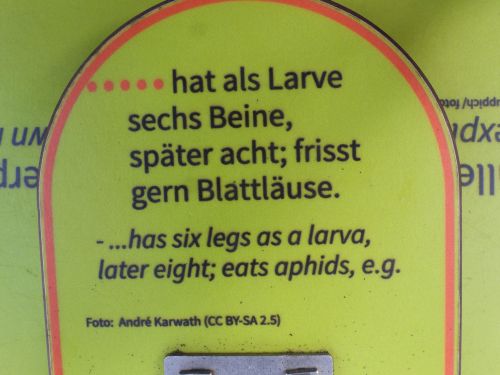 ..... hat als Larve
sechs Beine,
später acht; frisst
gern Blattläuse.
- ...has six legs as a larva,
later eight; eats aphids, e.g.
Foto: André Karwath (CC BY-SA 2.5)